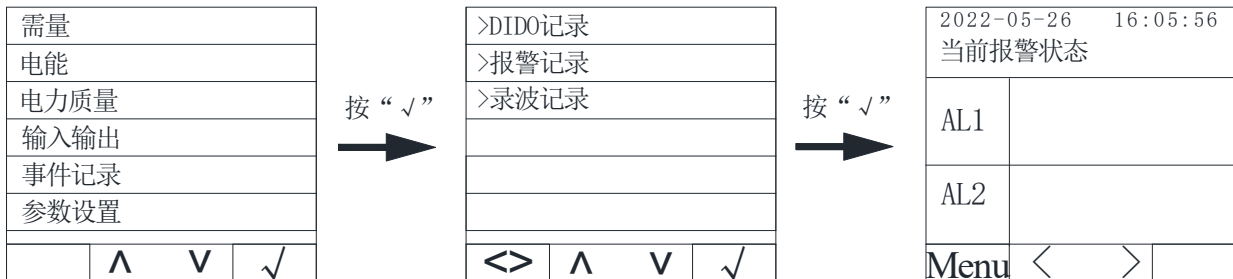 需量
电能
电力质量
输入输出
事件记录
参数设置
∧ ∨ √
按“√”
>DIDO记录
>报警记录
>录波记录
<> ∧ ∨ √
按“√”
2022-05-26 16:05:56
当前报警状态
AL1
AL2
Menu < >